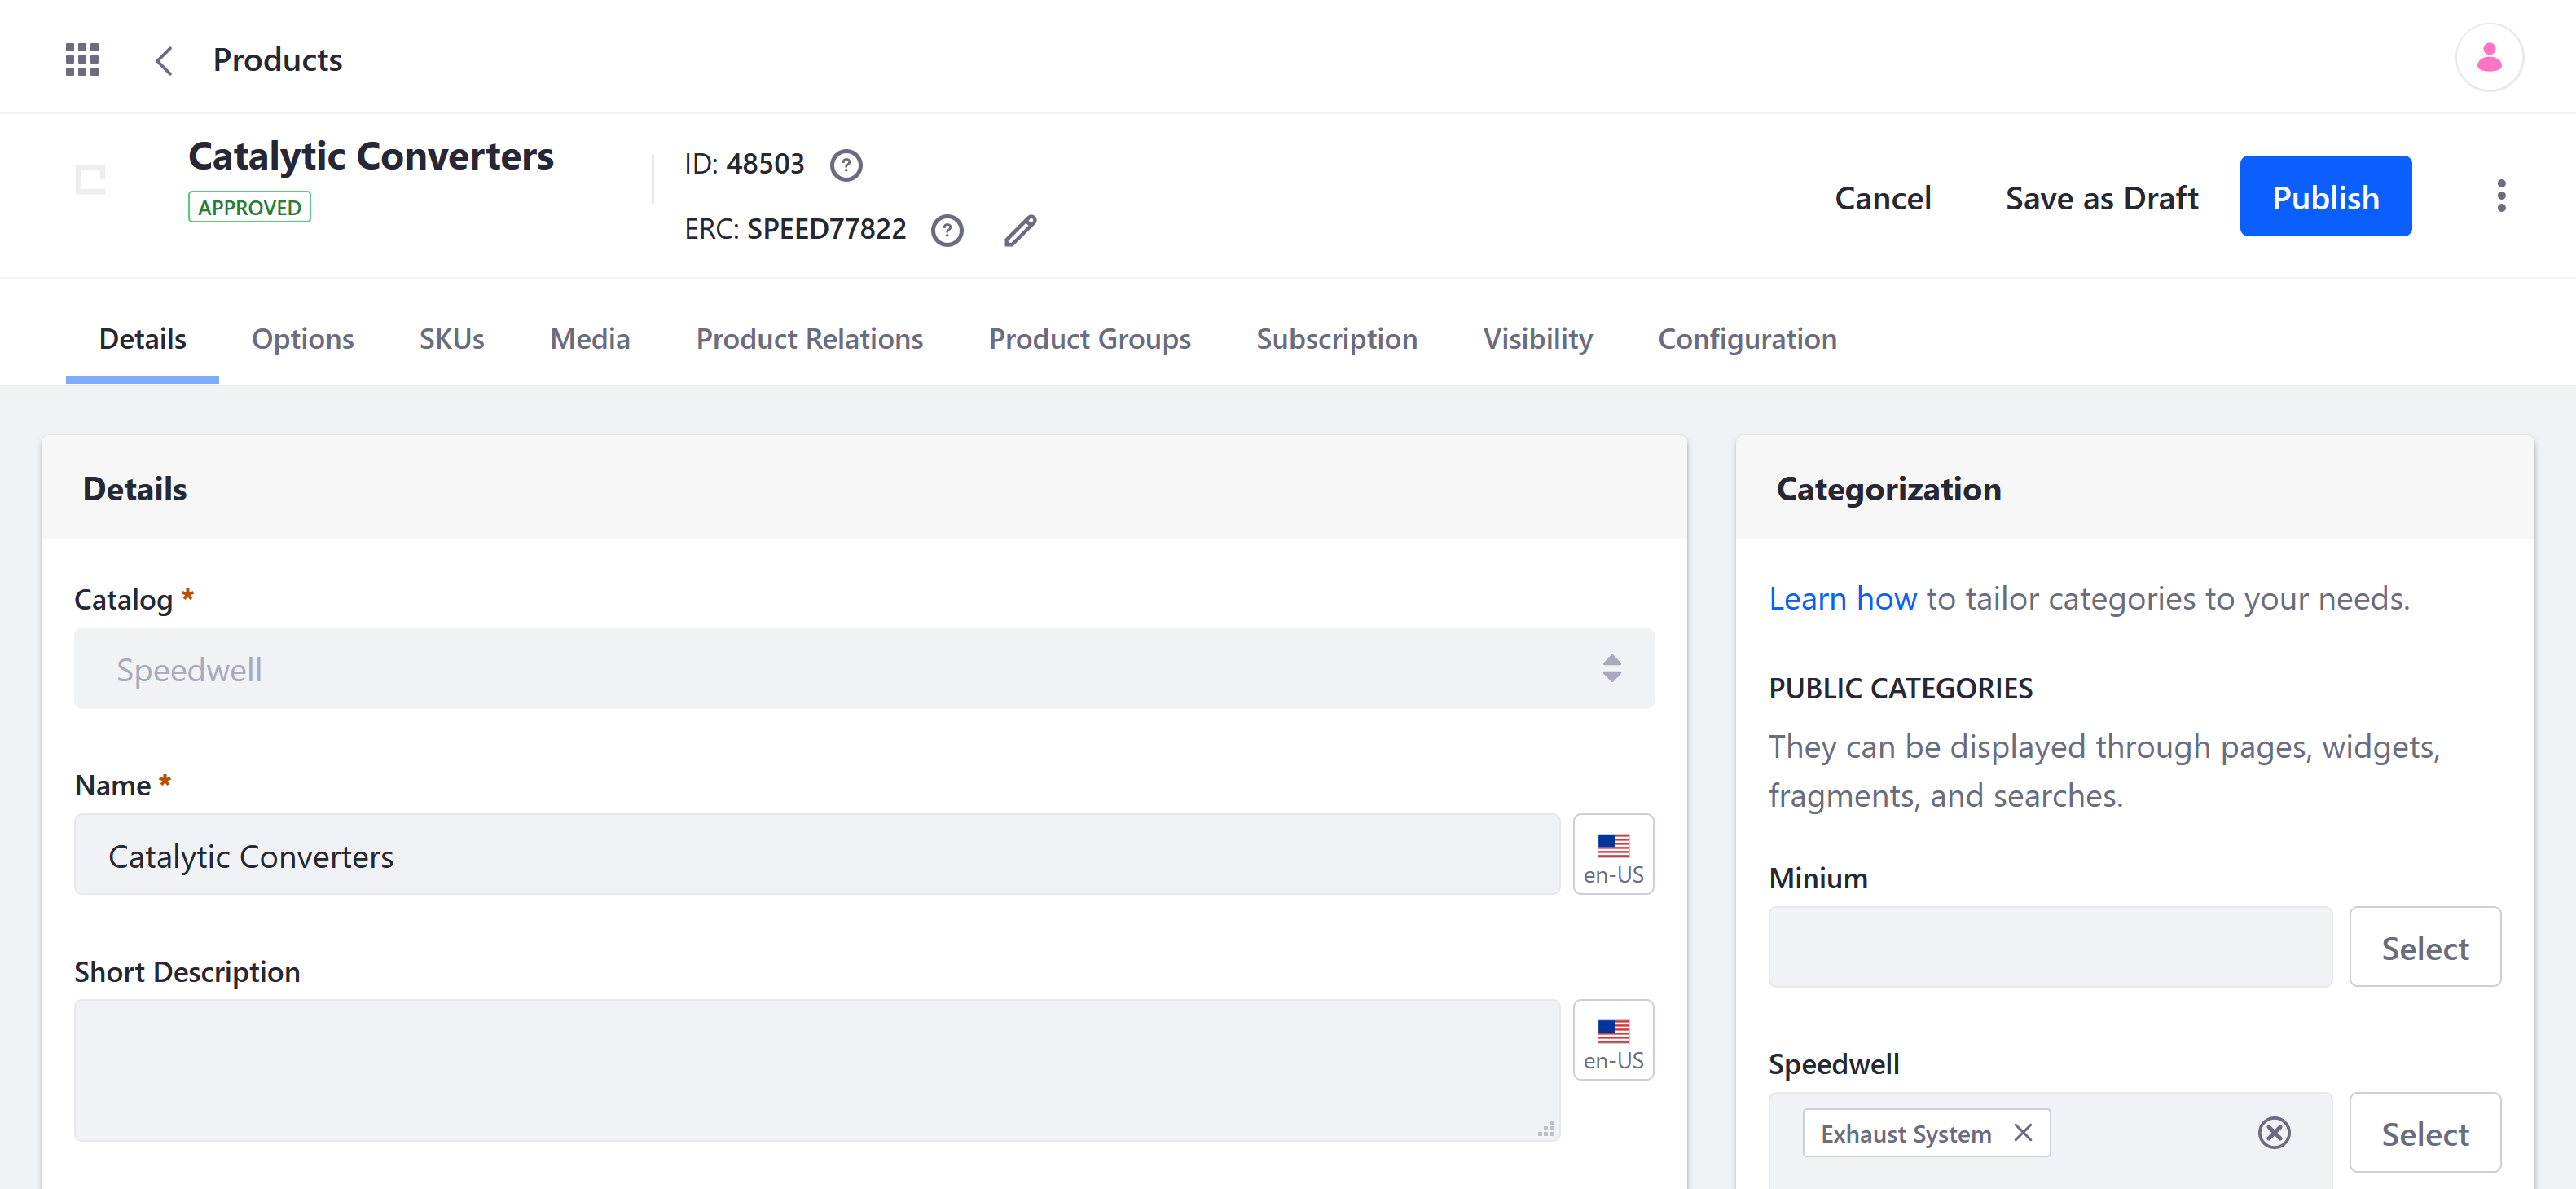 Products
Catalytic Converters
APPROVED
ID: 48503
ERC: SPEED77822
Cancel
Save as Draft
Publish
Details
Options
SKUs
Media
Product Relations
Product Groups
Subscription
Visibility
Configuration
Details
Catalog *
Speedwell
Name *
Catalytic Converters
en-US
Short Description
en-US
Categorization
Learn how to tailor categories to your needs.
PUBLIC CATEGORIES
They can be displayed through pages, widgets,
fragments, and searches.
Minium
Select
Speedwell
Exhaust System
Select